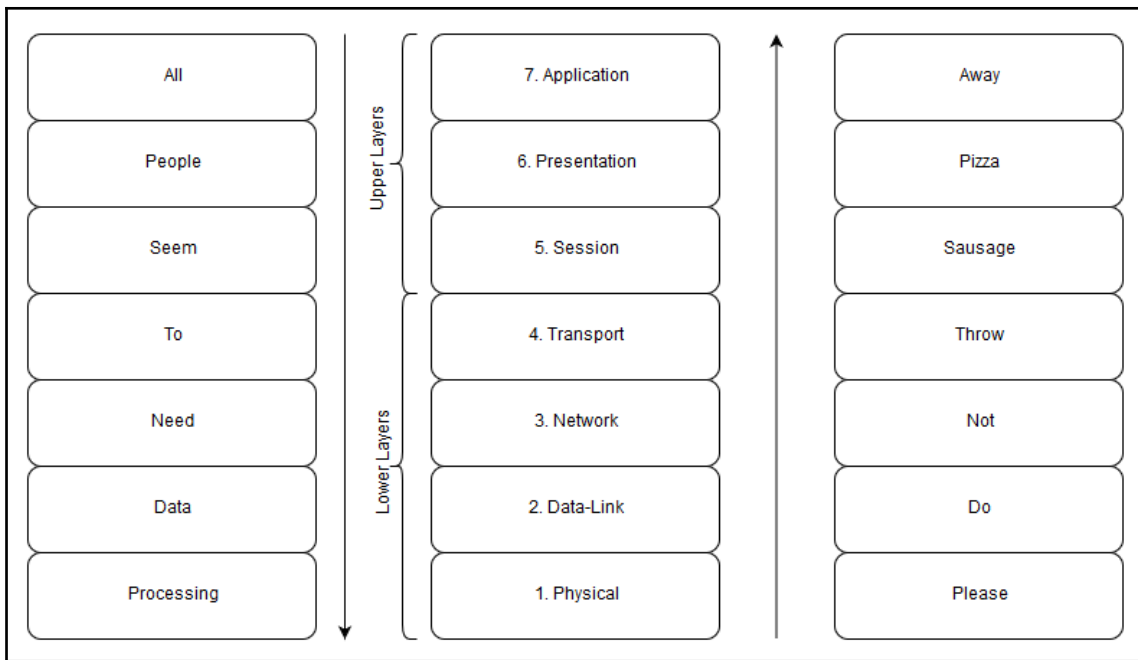 All
People
Seem
To
Need
Data
Processing
Upper Layers
Lower Layers
7. Application
6. Presentation
5. Session
4. Transport
3. Network
2. Data-Link
1. Physical
Away
Pizza
Sausage
Throw
Not
Do
Please